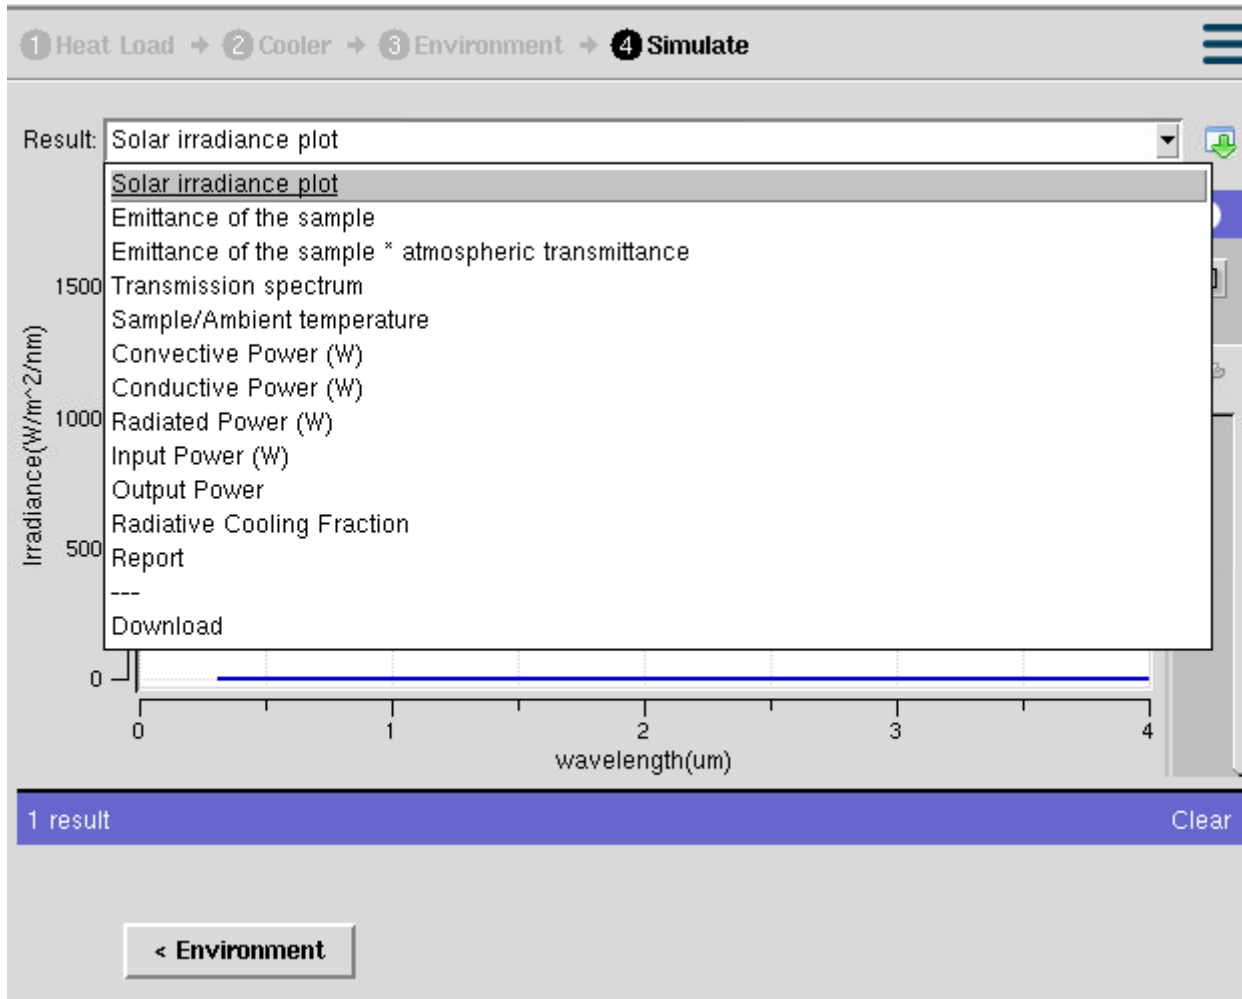 1 Heat Load → 2 Cooler → 3 Environment → 4 Simulate
Result: Solar irradiance plot
Solar irradiance plot
Emittance of the sample
Emittance of the sample * atmospheric transmittance
Transmission spectrum
Sample/Ambient temperature
Convective Power (W)
Conductive Power (W)
Radiated Power (W)
Input Power (W)
Output Power
Radiative Cooling Fraction
Report
---
Download
Irradiance(W/m^2/nm)
1500
1000
500
0
0 1 2 3 4
wavelength(um)
1 result Clear
< Environment